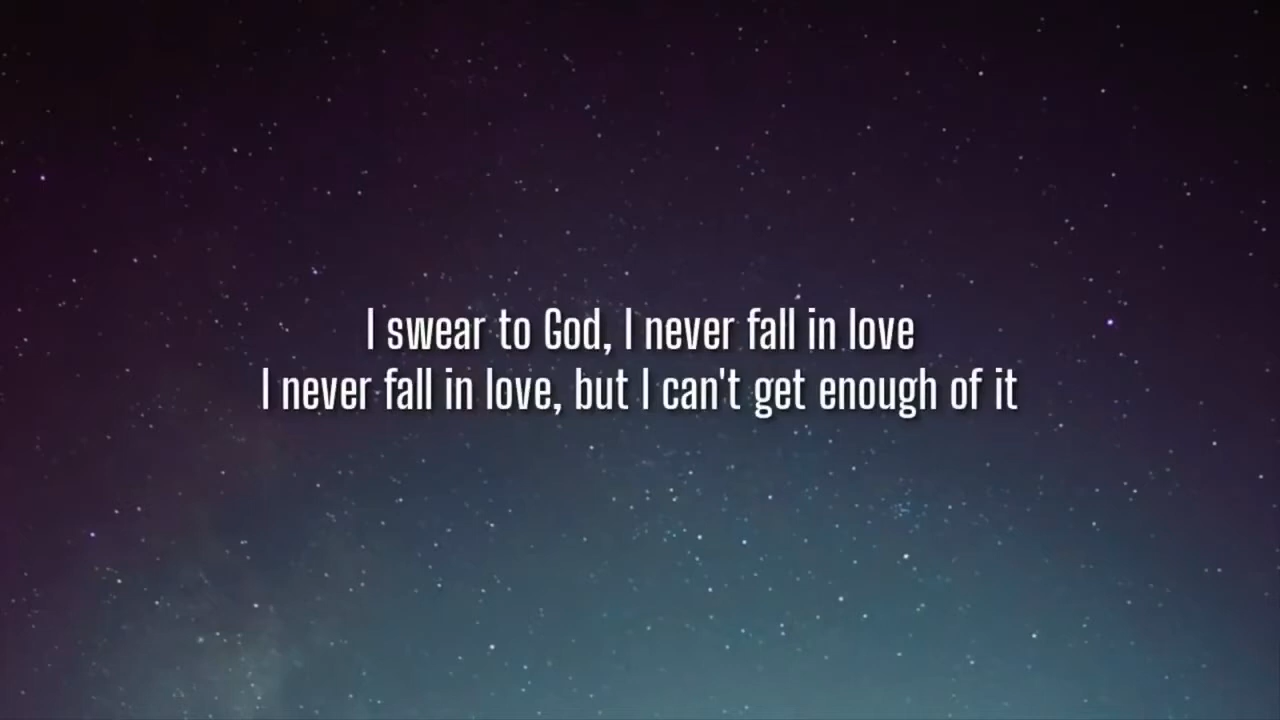 I swear to God, I never fall in love
I never fall in love, but I can't get enough of it